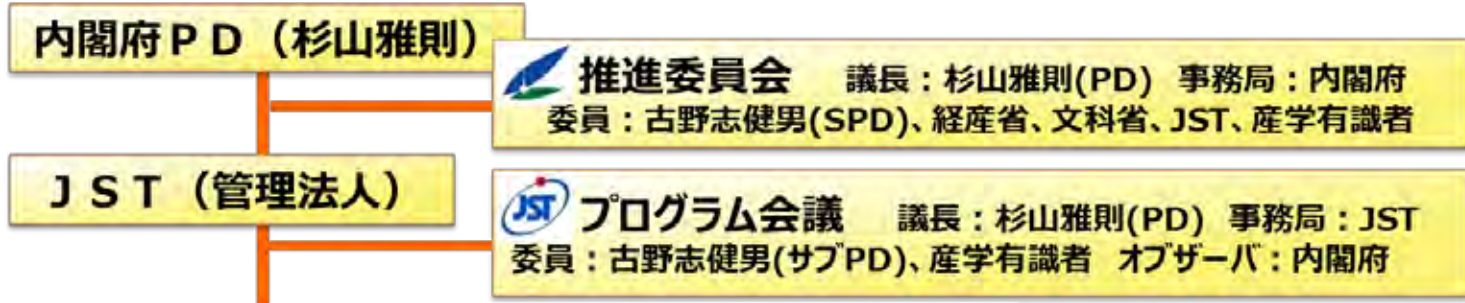 内閣府ＰＤ（杉山雅則）
推進委員会 議長：杉山雅則(PD) 事務局：内閣府
委員：古野志健男(SPD)、経産省、文科省、JST、産学有識者
ＪＳＴ（管理法人）
JST プログラム会議 議長：杉山雅則(PD) 事務局：JST
委員：古野志健男(サブPD)、産学有識者 オブザーバ：内閣府